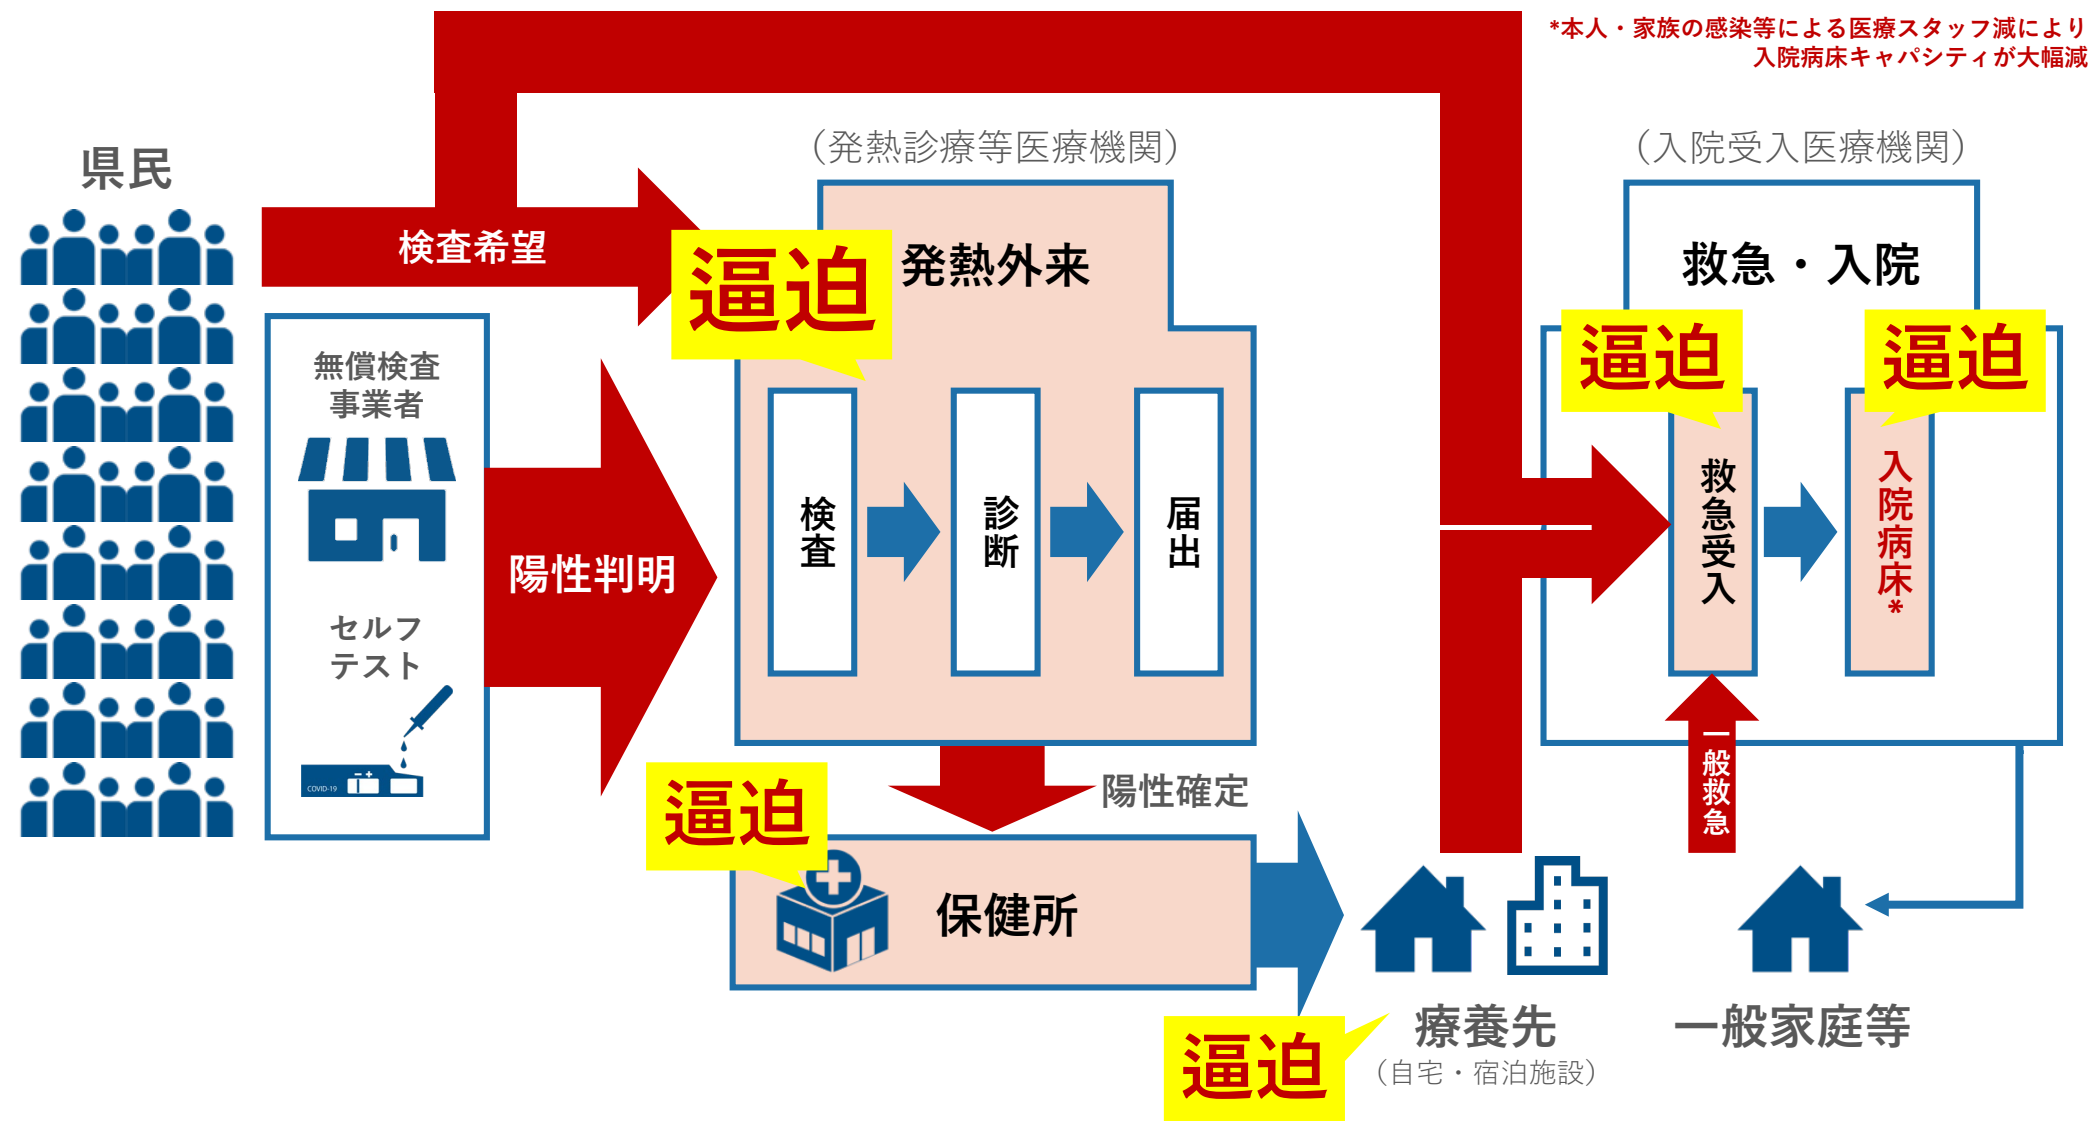 *本人・家族の感染等による医療スタッフ減により
入院病床キャパシティが大幅減
県民
(発熱診療等医療機関)
(入院受入医療機関)
検査希望
逼迫
発熱外来
救急・入院
逼迫
逼迫
無償検査
事業者
陽性判明
検査
診断
届出
救急受入
入院病床*
セルフ
テスト
COVID-19
- +
一般救急
陽性確定
逼迫
保健所
逼迫
療養先
(自宅・宿泊施設)
一般家庭等